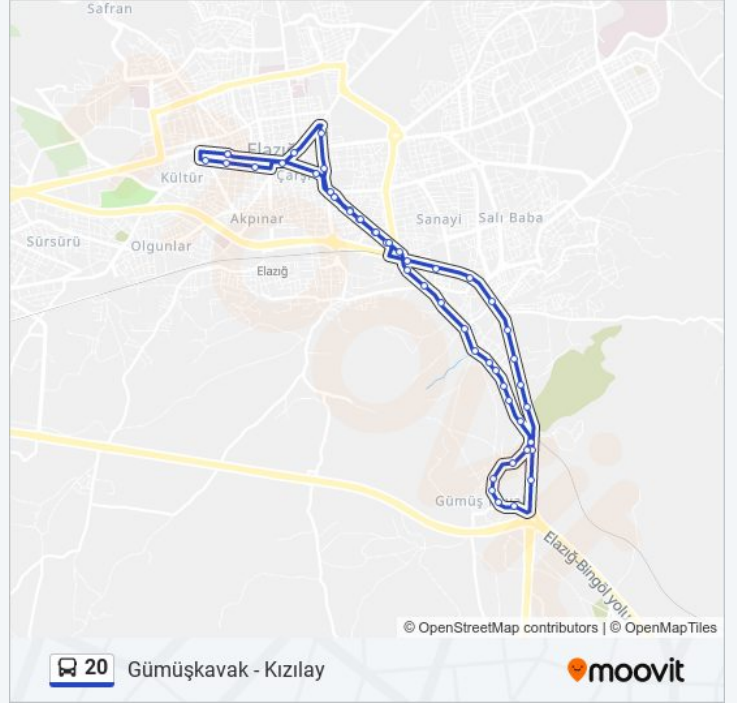 Safran
Elazığ
Kültür
Çarşı
Akpınar
Sanayi
Salı Baba
Sürsürü
Olgunlar
Elazığ
Gümüş
Elazığ-Bingöl yolu
© OpenStreetMap contributors | © OpenMapTiles
20 Gümüşkavak - Kızılay
moovit